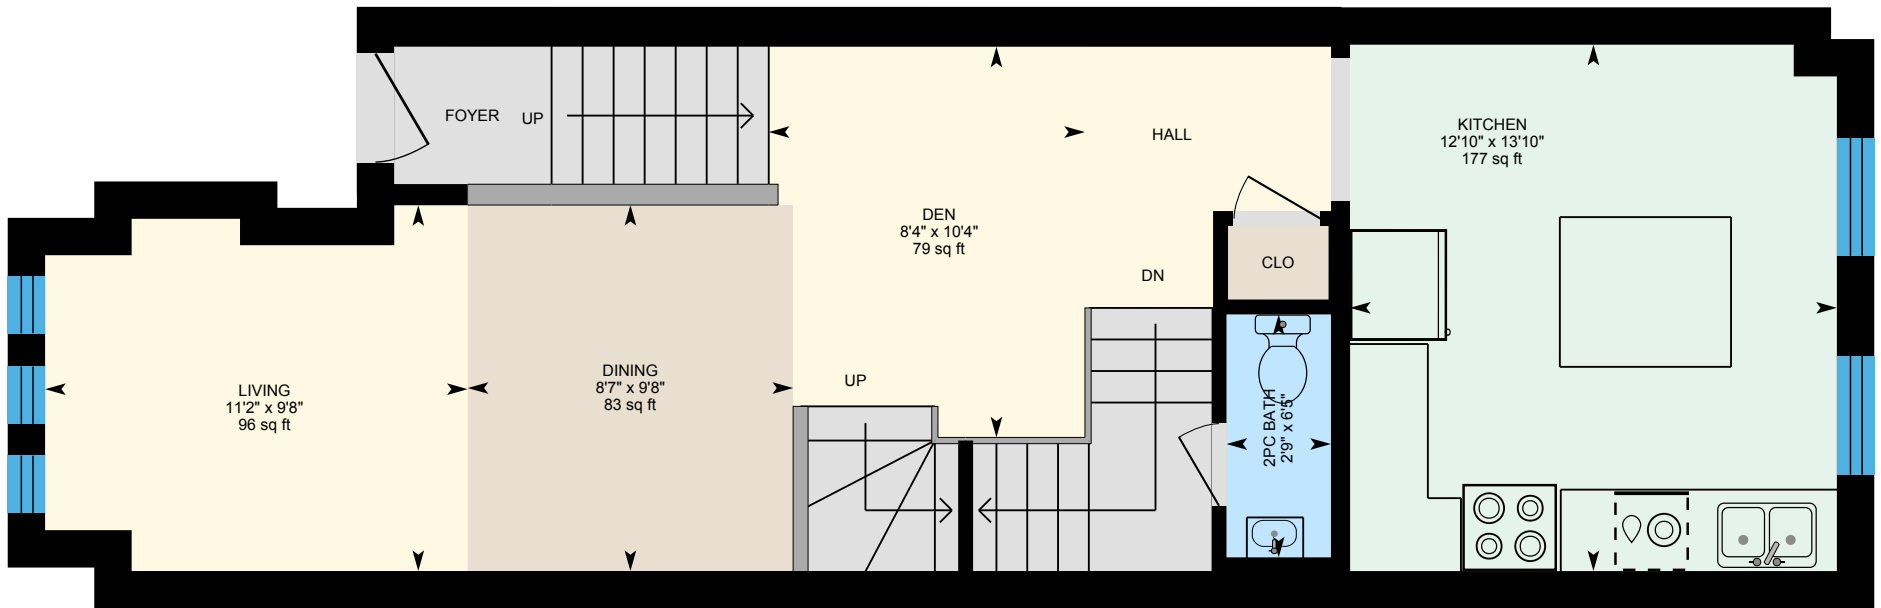 FOYER
UP
HALL
KITCHEN
12'10" x 13'10"
177 sq ft
DEN
8'4" x 10'4"
79 sq ft
CLO
DN
LIVING
11'2" x 9'8"
96 sq ft
DINING
8'7" x 9'8"
83 sq ft
UP
2PC BATH
2'9" x 6'5"